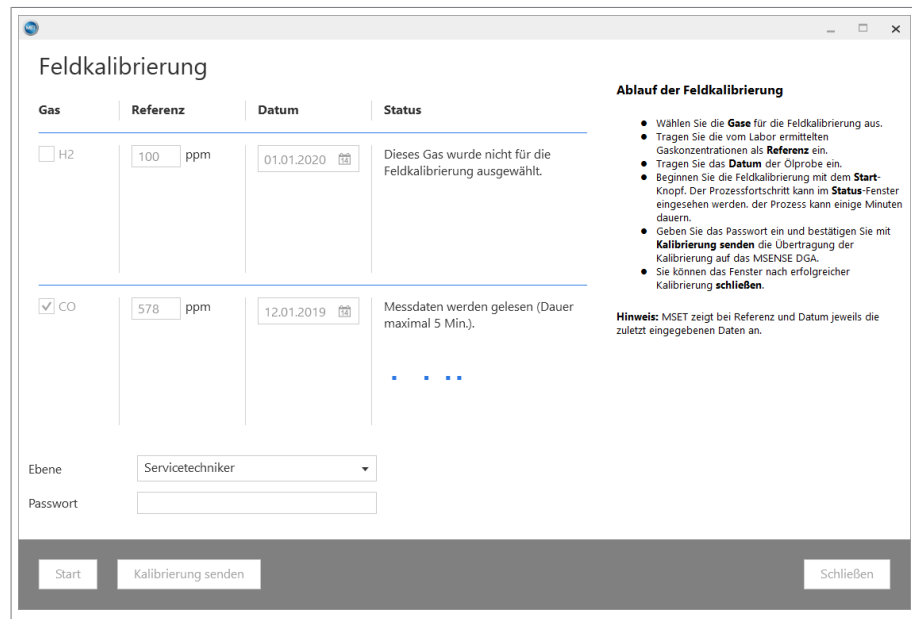 Feldkalibrierung
Gas Referenz Datum Status
H2 100 ppm 01.01.2020 14 Dieses Gas wurde nicht für die
Feldkalibrierung ausgewählt.
CO 578 ppm 12.01.2019 14 Messdaten werden gelesen (Dauer
maximal 5 Min.).
Ebene Servicetechniker
Passwort
Ablauf der Feldkalibrierung
● Wählen Sie die Gase für die Feldkalibrierung aus.
● Tragen Sie die vom Labor ermittelten
Gaskonzentrationen als Referenz ein.
● Tragen Sie das Datum der Ölprobe ein.
● Beginnen Sie die Feldkalibrierung mit dem Start-
Knopf. Der Prozessfortschritt kann im Status-Fenster
eingesehen werden. der Prozess kann einige Minuten
dauern.
● Geben Sie das Passwort ein und bestätigen Sie mit
Kalibrierung senden die Übertragung der
Kalibrierung auf das MSENSE DGA.
● Sie können das Fenster nach erfolgreicher
Kalibrierung schließen.
Hinweis: MSET zeigt bei Referenz und Datum jeweils die
zuletzt eingegebenen Daten an.
Start Kalibrierung senden Schließen